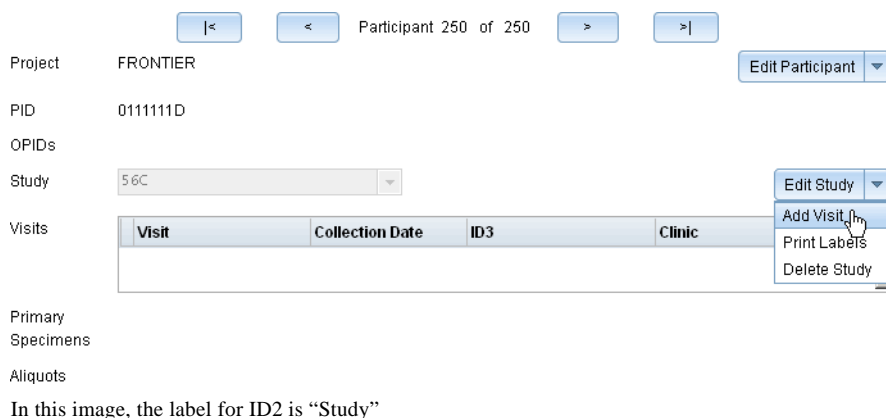 |< < Participant 250 of 250 > >|
Project FRONTIER Edit Participant
PID 0111111D
OPIDs
Study 56C Edit Study
Add Visit
Visits Visit Collection Date ID3 Clinic
Print Labels
Delete Study
Primary
Specimens
Aliquots
In this image, the label for ID2 is “Study”